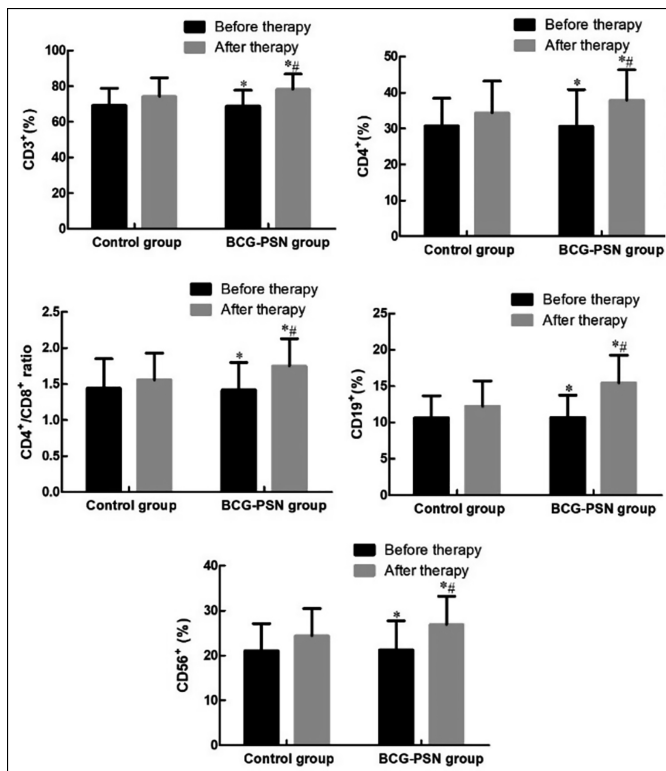 Before therapy
After therapy
CD3⁺(%)
100
80
60
40
20
0
*
*#
Control group
BCG-PSN group
Before therapy
After therapy
CD4⁺(%)
50
40
30
20
10
0
*
*#
Control group
BCG-PSN group
Before therapy
After therapy
CD4⁺/CD8⁺ ratio
2.5
2.0
1.5
1.0
0.5
0.0
*
*#
Control group
BCG-PSN group
Before therapy
After therapy
CD19⁺(%)
25
20
15
10
5
0
*
*#
Control group
BCG-PSN group
Before therapy
After therapy
CD56⁺ (%)
40
30
20
10
0
*
*#
Control group
BCG-PSN group